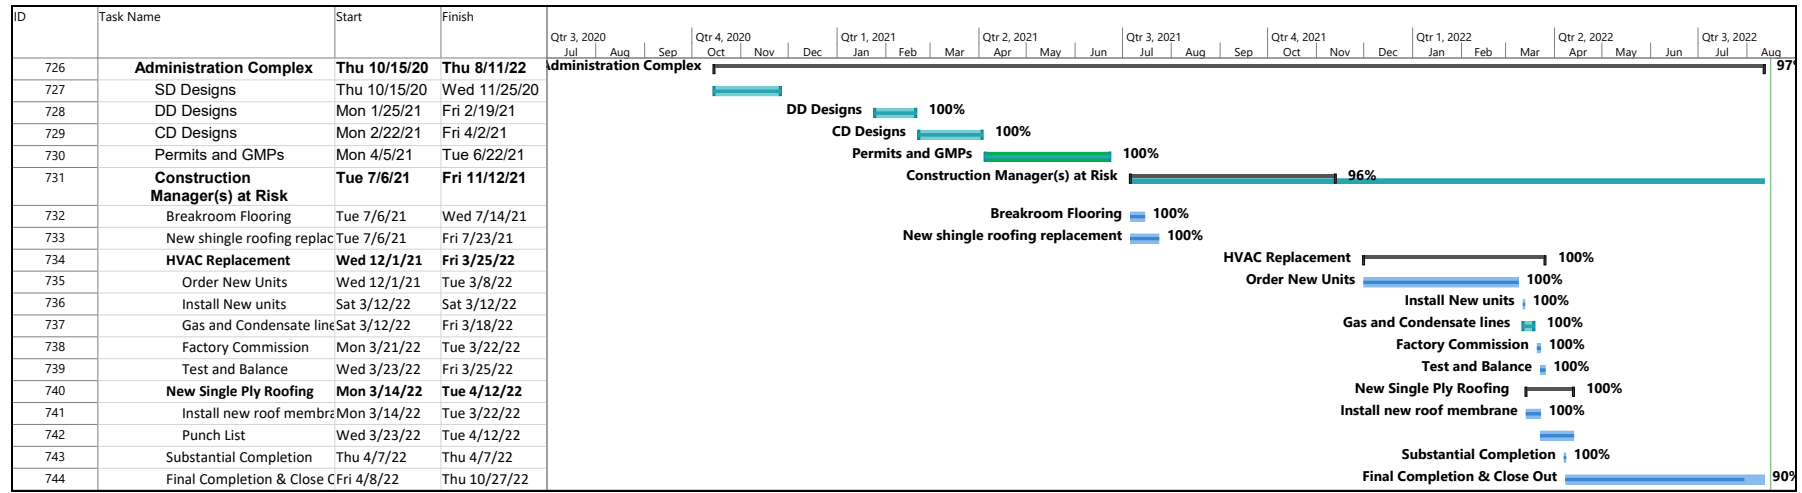 ID Task Name Start Finish
Qtr 3, 2020 Qtr 4, 2020 Qtr 1, 2021 Qtr 2, 2021 Qtr 3, 2021 Qtr 4, 2021 Qtr 1, 2022 Qtr 2, 2022 Qtr 3, 2022
Jul Aug Sep Oct Nov Dec Jan Feb Mar Apr May Jun Jul Aug Sep Oct Nov Dec Jan Feb Mar Apr May Jun Jul Aug
726 Administration Complex Thu 10/15/20 Thu 8/11/22 Administration Complex 97%
727 SD Designs Thu 10/15/20 Wed 11/25/20
728 DD Designs Mon 1/25/21 Fri 2/19/21 DD Designs 100%
729 CD Designs Mon 2/22/21 Fri 4/2/21 CD Designs 100%
730 Permits and GMPs Mon 4/5/21 Tue 6/22/21 Permits and GMPs 100%
731 Construction Tue 7/6/21 Fri 11/12/21 Construction Manager(s) at Risk 96%
Manager(s) at Risk
732 Breakroom Flooring Tue 7/6/21 Wed 7/14/21 Breakroom Flooring 100%
733 New shingle roofing replac Tue 7/6/21 Fri 7/23/21 New shingle roofing replacement 100%
734 HVAC Replacement Wed 12/1/21 Fri 3/25/22 HVAC Replacement 100%
735 Order New Units Wed 12/1/21 Tue 3/8/22 Order New Units 100%
736 Install New units Sat 3/12/22 Sat 3/12/22 Install New units 100%
737 Gas and Condensate line Sat 3/12/22 Fri 3/18/22 Gas and Condensate lines 100%
738 Factory Commission Mon 3/21/22 Tue 3/22/22 Factory Commission 100%
739 Test and Balance Wed 3/23/22 Fri 3/25/22 Test and Balance 100%
740 New Single Ply Roofing Mon 3/14/22 Tue 4/12/22 New Single Ply Roofing 100%
741 Install new roof membra Mon 3/14/22 Tue 3/22/22 Install new roof membrane 100%
742 Punch List Wed 3/23/22 Tue 4/12/22
743 Substantial Completion Thu 4/7/22 Thu 4/7/22 Substantial Completion 100%
744 Final Completion & Close O Fri 4/8/22 Thu 10/27/22 Final Completion & Close Out 90%